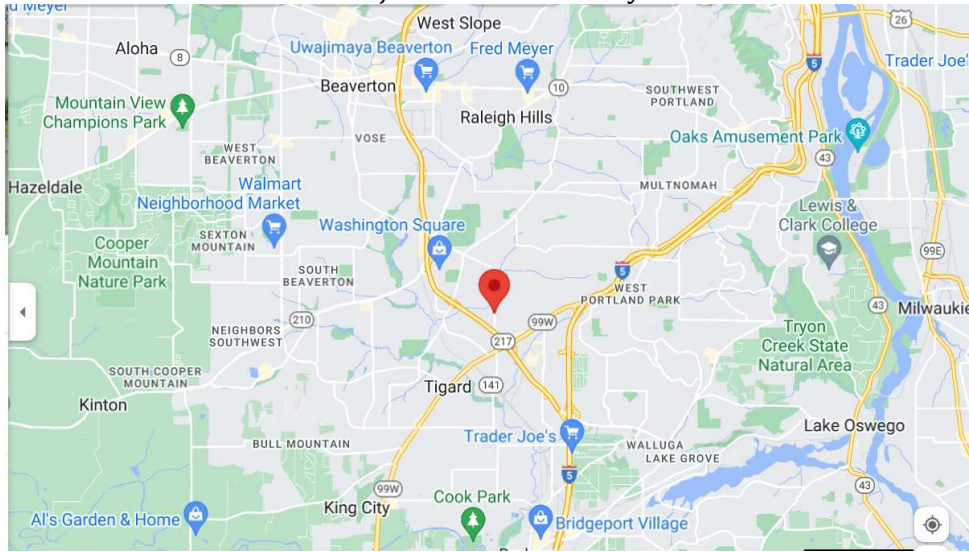 West Slope
26
Aloha
8
Uwajimaya Beaverton
Fred Meyer
5
Trader Joe's
Beaverton
10
SOUTHWEST
PORTLAND
Mountain View
Champions Park
Raleigh Hills
VOSE
Oaks Amusement Park
WEST
BEAVERTON
43
Hazeldale
Walmart
Neighborhood Market
MULTNOMAH
Lewis &
Clark College
SEXTON
MOUNTAIN
Washington Square
Cooper
Mountain
Nature Park
99E
SOUTH
BEAVERTON
5
WEST
PORTLAND PARK
43
Milwaukie
210
99W
NEIGHBORS
SOUTHWEST
217
Tryon
Creek State
Natural Area
SOUTH COOPER
MOUNTAIN
Tigard
141
Kinton
Lake Oswego
BULL MOUNTAIN
Trader Joe's
WALLUGA
LAKE GROVE
5
99W
43
King City
Cook Park
Al's Garden & Home
Bridgeport Village